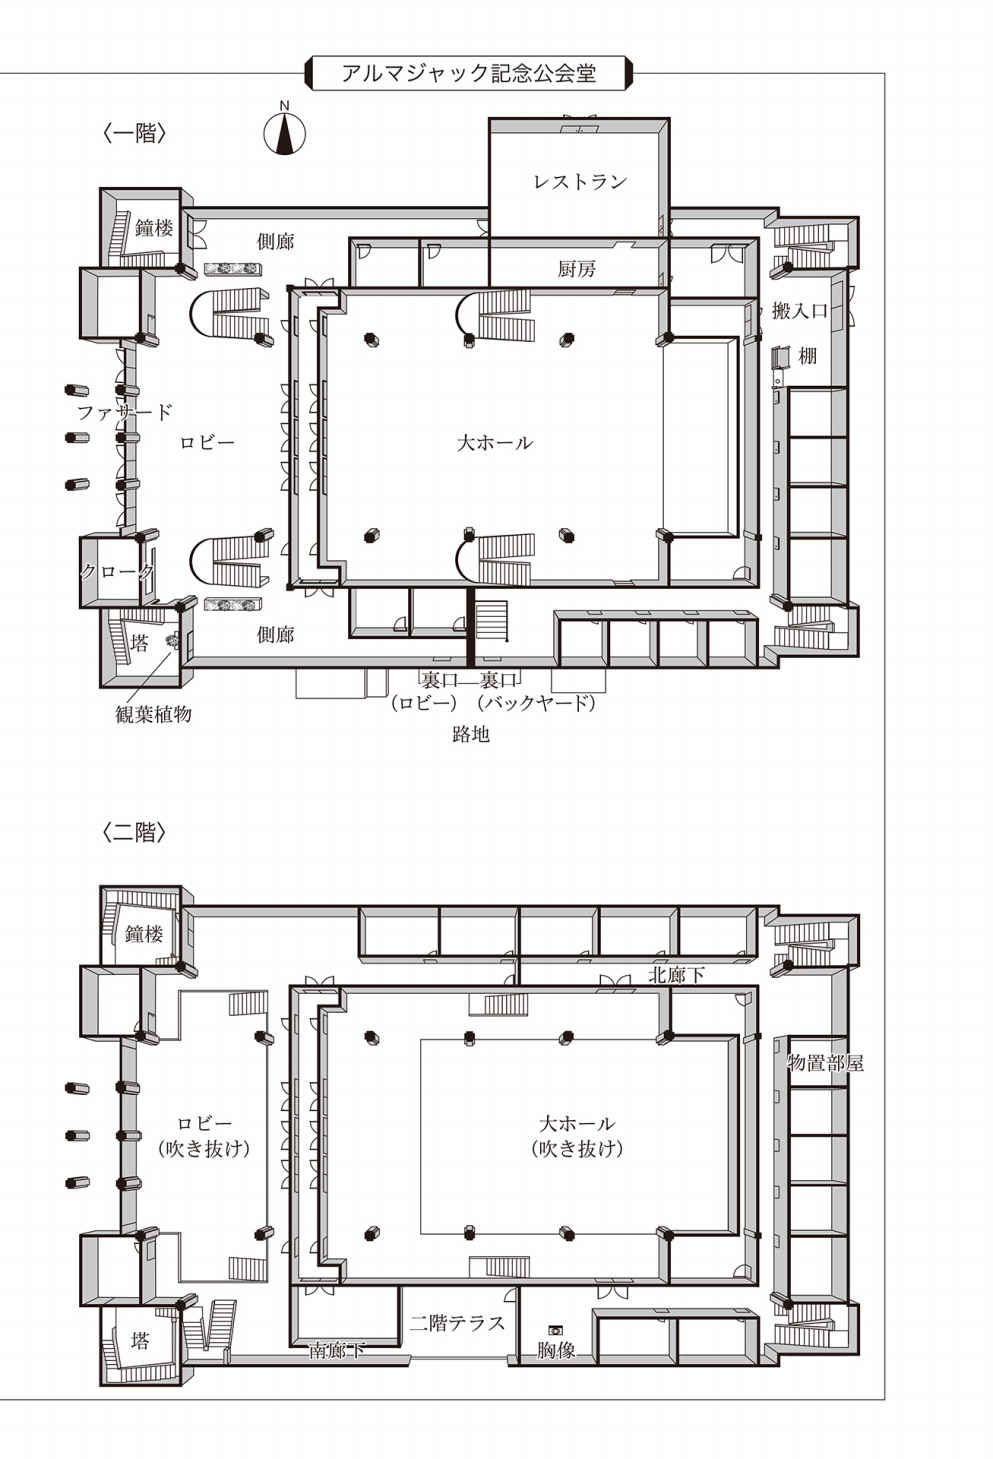 アルマジャック記念公会堂
〈一階〉
N
レストラン
鐘楼
側廊
厨房
搬入口
棚
ファサード
ロビー
大ホール
クローク
塔
側廊
裏口
(ロビー)
裏口
(バックヤード)
観葉植物
路地
〈二階〉
鐘楼
北廊下
物置部屋
ロビー
(吹き抜け)
大ホール
(吹き抜け)
塔
南廊下
二階テラス
胸像